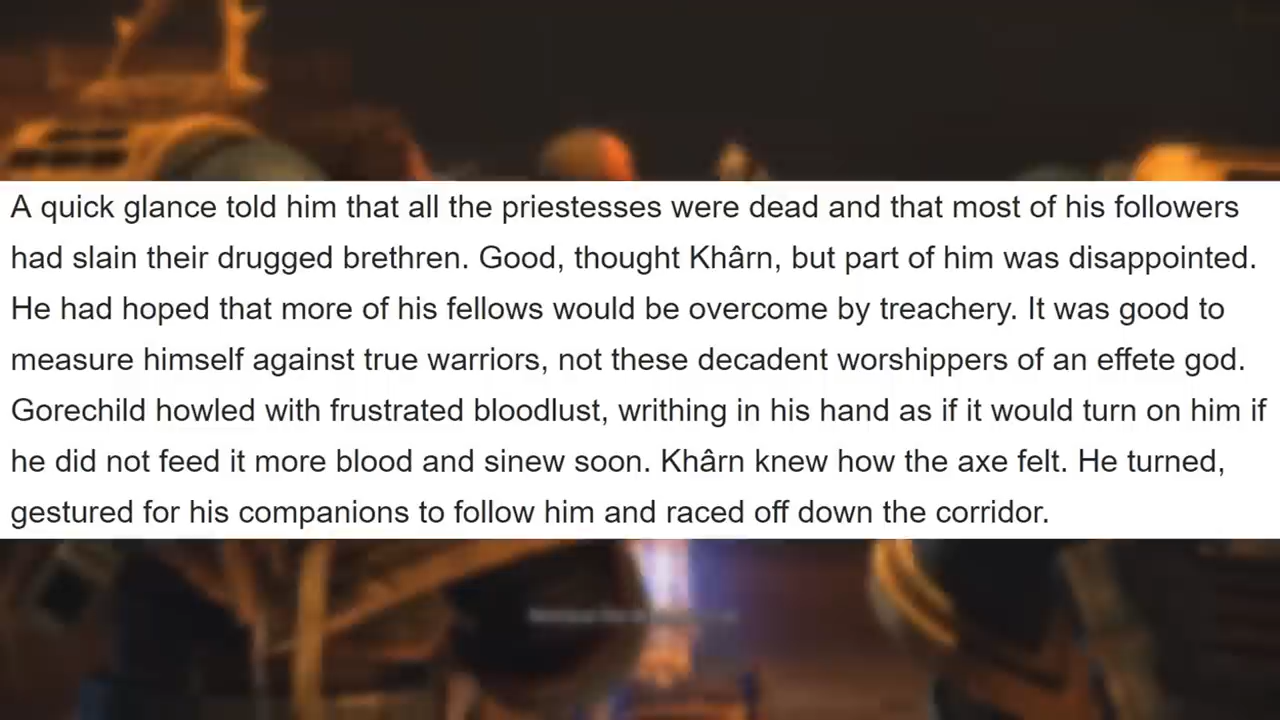 A quick glance told him that all the priestesses were dead and that most of his followers
had slain their drugged brethren. Good, thought Khârn, but part of him was disappointed.
He had hoped that more of his fellows would be overcome by treachery. It was good to
measure himself against true warriors, not these decadent worshippers of an effete god.
Gorechild howled with frustrated bloodlust, writhing in his hand as if it would turn on him if
he did not feed it more blood and sinew soon. Khârn knew how the axe felt. He turned,
gestured for his companions to follow him and raced off down the corridor.